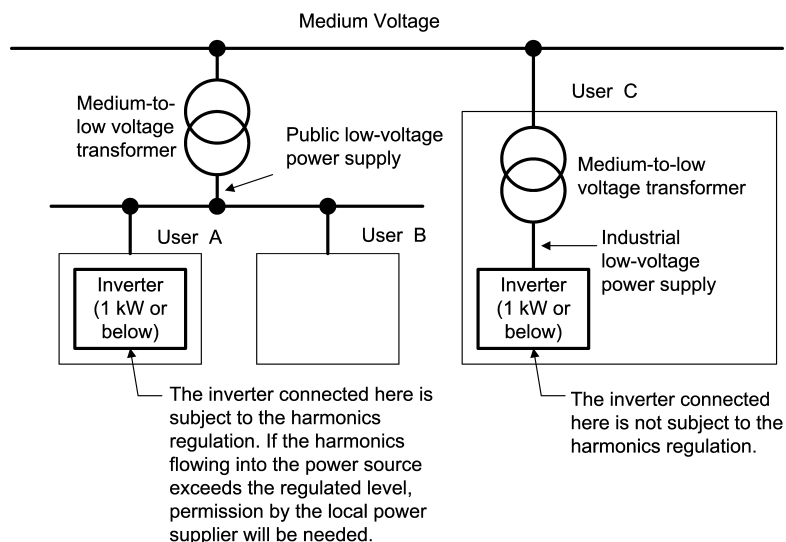 Medium Voltage
User C
Medium-to-
low voltage
transformer
Public low-voltage
power supply
Medium-to-low
voltage transformer
User A
User B
Industrial
low-voltage
power supply
Inverter
(1 kW or
below)
Inverter
(1 kW or
below)
The inverter connected here is
subject to the harmonics
regulation. If the harmonics
flowing into the power source
exceeds the regulated level,
permission by the local power
supplier will be needed.
The inverter connected
here is not subject to the
harmonics regulation.